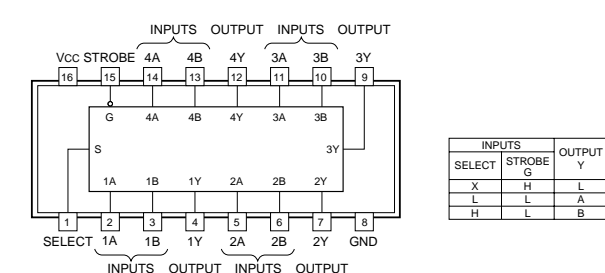 INPUTS OUTPUT INPUTS OUTPUT
VCC STROBE 4A 4B 4Y 3A 3B 3Y
16 15 14 13 12 11 10 9
G 4A 4B 4Y 3A 3B
S 3Y
1A 1B 1Y 2A 2B 2Y
1 2 3 4 5 6 7 8
SELECT 1A 1B 1Y 2A 2B 2Y GND
INPUTS OUTPUT INPUTS OUTPUT
INPUTS OUTPUT
SELECT STROBE Y
G
X H L
L L A
H L B